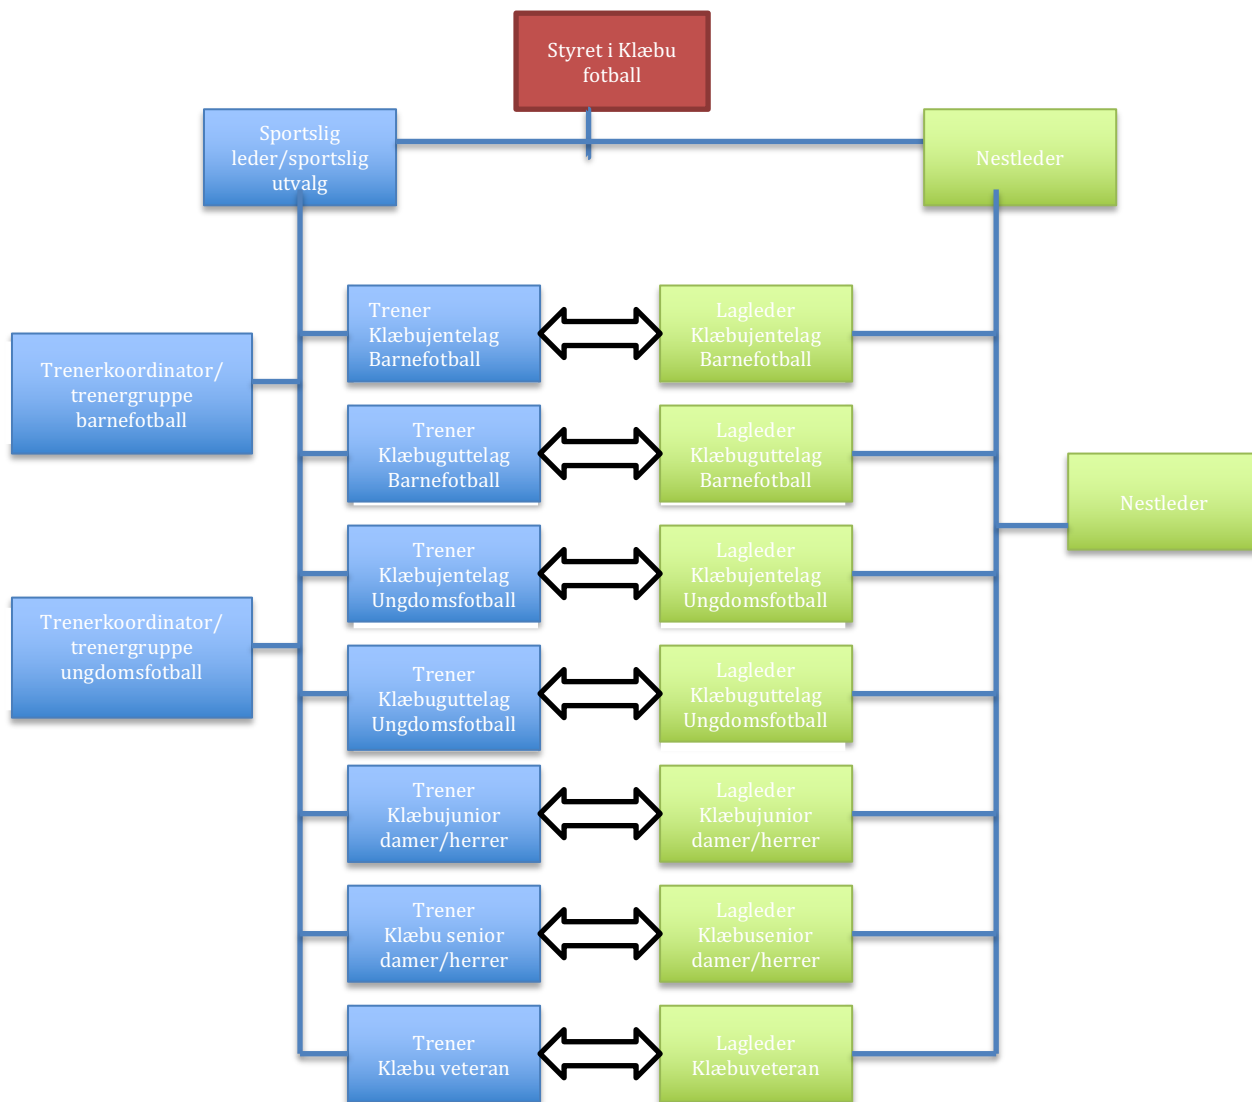 Styret i Klæbu
fotball
Sportslig
leder/sportslig
utvalg
Nestleder
Trener
Klæbujentelag
Barnefotball
Lagleder
Klæbujentelag
Barnefotball
Trenerkoordinator/
trenergruppe
barnefotball
Trener
Klæbuguttelag
Barnefotball
Lagleder
Klæbuguttelag
Barnefotball
Nestleder
Trener
Klæbujentelag
Ungdomsfotball
Lagleder
Klæbujentelag
Ungdomsfotball
Trenerkoordinator/
trenergruppe
ungdomsfotball
Trener
Klæbuguttelag
Ungdomsfotball
Lagleder
Klæbuguttelag
Ungdomsfotball
Trener
Klæbujunior
damer/herrer
Lagleder
Klæbujunior
damer/herrer
Trener
Klæbu senior
damer/herrer
Lagleder
Klæbusenior
damer/herrer
Trener
Klæbu veteran
Lagleder
Klæbuveteran